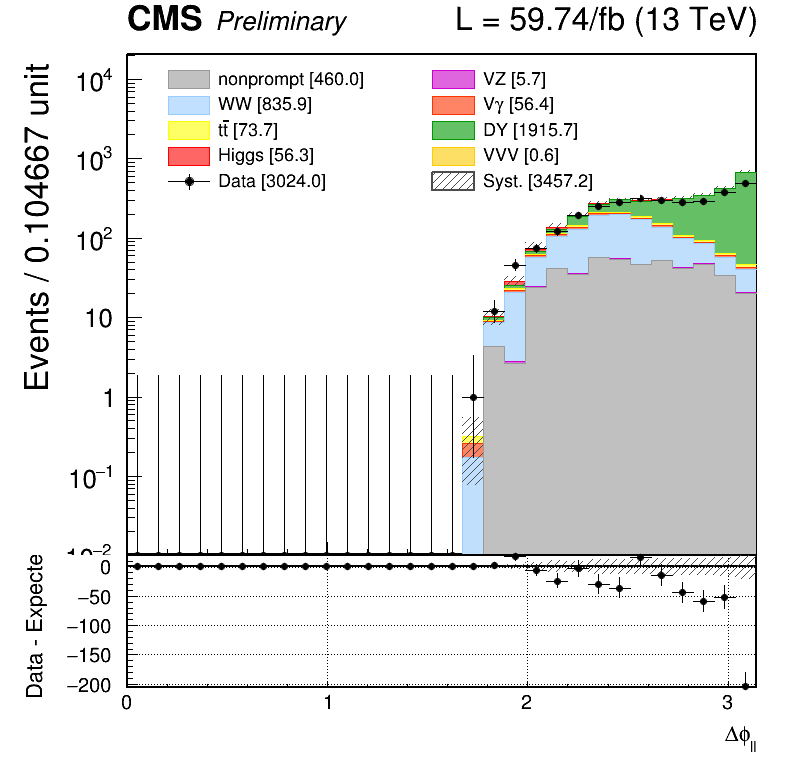 CMS Preliminary L = 59.74/fb (13 TeV)
Events / 0.104667 unit
nonprompt [460.0] VZ [5.7]
WW [835.9] Vγ [56.4]
tt̄ [73.7] DY [1915.7]
Higgs [56.3] VVV [0.6]
Data [3024.0] Syst. [3457.2]
10⁴
10³
10²
10
1
10⁻¹
10⁻²
Data - Expecte
0
−50
−100
−150
−200
0 1 2 3
Δϕ_ll